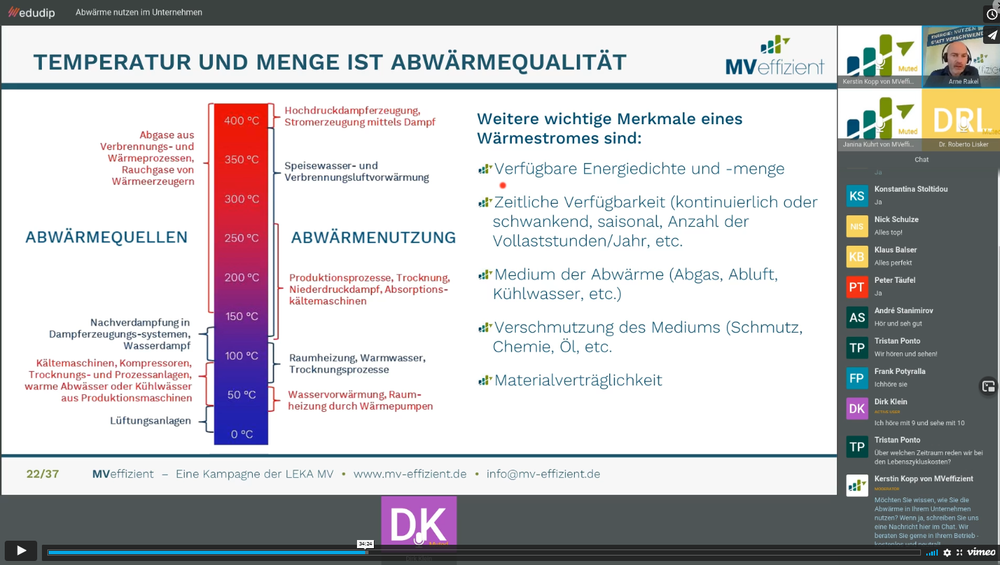 edudip
Abwärme nutzen im Unternehmen
TEMPERATUR UND MENGE IST ABWÄRMEQUALITÄT
MVeffizient
400 °C
350 °C
300 °C
250 °C
200 °C
150 °C
100 °C
50 °C
0 °C
Abgase aus
Verbrennungs- und
Wärmeprozessen,
Rauchgase von
Wärmeerzeugern
ABWÄRMEQUELLEN
Nachverdampfung in
Dampferzeugungs-systemen,
Wasserdampf
Kältemaschinen, Kompressoren,
Trocknungs- und Prozessanlagen,
warme Abwässer oder Kühlwässer
aus Produktionsmaschinen
Lüftungsanlagen
Hochdruckdampferzeugung,
Stromerzeugung mittels Dampf
Speisewasser- und
Verbrennungsluftvorwärmung
ABWÄRMENUTZUNG
Produktionsprozesse, Trocknung,
Niederdruckdampf, Absorptions-
kältemaschinen
Raumheizung, Warmwasser,
Trocknungsprozesse
Wasservorwärmung, Raum-
heizung durch Wärmepumpen
Weitere wichtige Merkmale eines
Wärmestromes sind:
Verfügbare Energiedichte und -menge
Zeitliche Verfügbarkeit (kontinuierlich oder
schwankend, saisonal, Anzahl der
Vollaststunden/Jahr, etc.
Medium der Abwärme (Abgas, Abluft,
Kühlwasser, etc.)
Verschmutzung des Mediums (Schmutz,
Chemie, Öl, etc.
Materialverträglichkeit
22/37 MVeffizient – Eine Kampagne der LEKA MV • www.mv-effizient.de • info@mv-effizient.de
Muted
Kerstin Kopp von MVeffi...
ENERGIE: NUTZEN
STATT VERSCHWENDEN
Arne Rakel
Muted
Janina Kuhrt von MVeffi...
DRL
Muted
Dr. Roberto Lisker
Chat
Ja
KS
Konstantina Stoltidou
Ja
NIS
Nick Schulze
Alles top!
KB
Klaus Balser
Alles perfekt
PT
Peter Täufel
Ja
AS
André Stanimirov
Hör und seh gut
TP
Tristan Ponto
Wir hören und sehen!
FP
Frank Potyralla
Ichhöre sie
DK
Dirk Klein
ACTIVE USER
Ich höre mit 9 und sehe mit 10
TP
Tristan Ponto
Über welchen Zeitraum reden wir bei
den Lebenszykluskosten?
Kerstin Kopp von MVeffizient
MODERATOR
Möchten Sie wissen, wie Sie die
Abwärme in Ihrem Unternehmen
nutzen? Wenn ja, schreiben Sie uns
eine Nachricht hier im Chat. Wir
beraten Sie gerne in Ihrem Betrieb -
kostenlos und neutral!
DK
Muted
Dirk Klein
34:24
vimeo